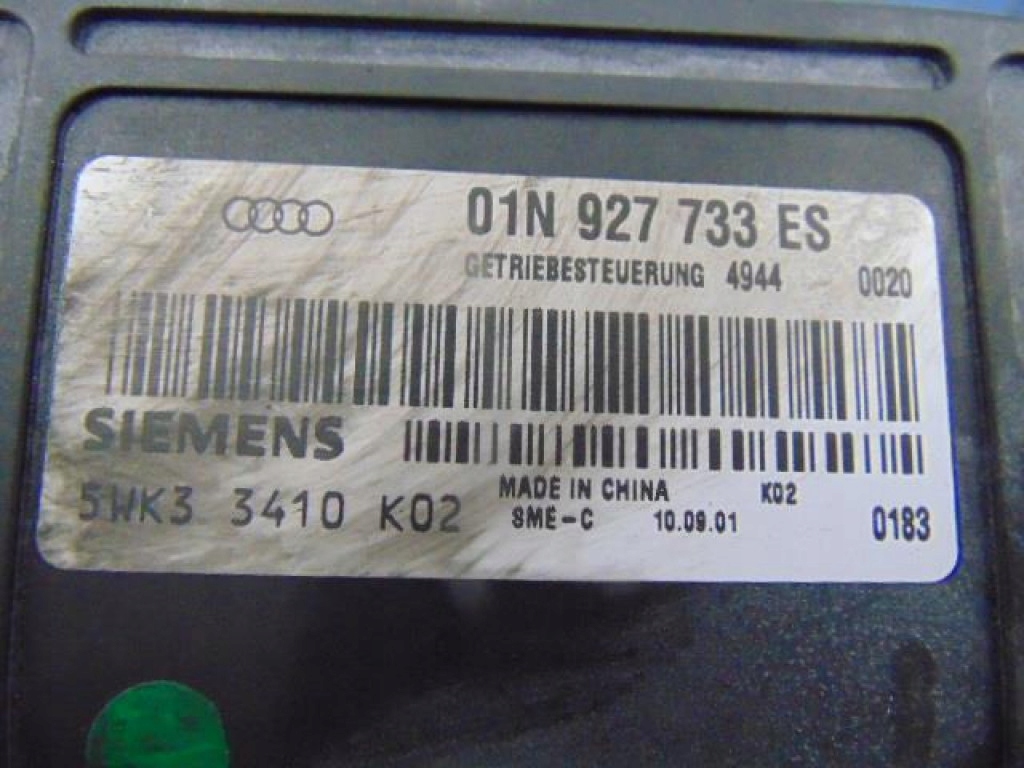 01N 927 733 ES
GETRIEBESTEUERUNG 4944 0020
SIEMENS
5WK3 3410 K02
MADE IN CHINA K02
SME-C 10.09.01 0183